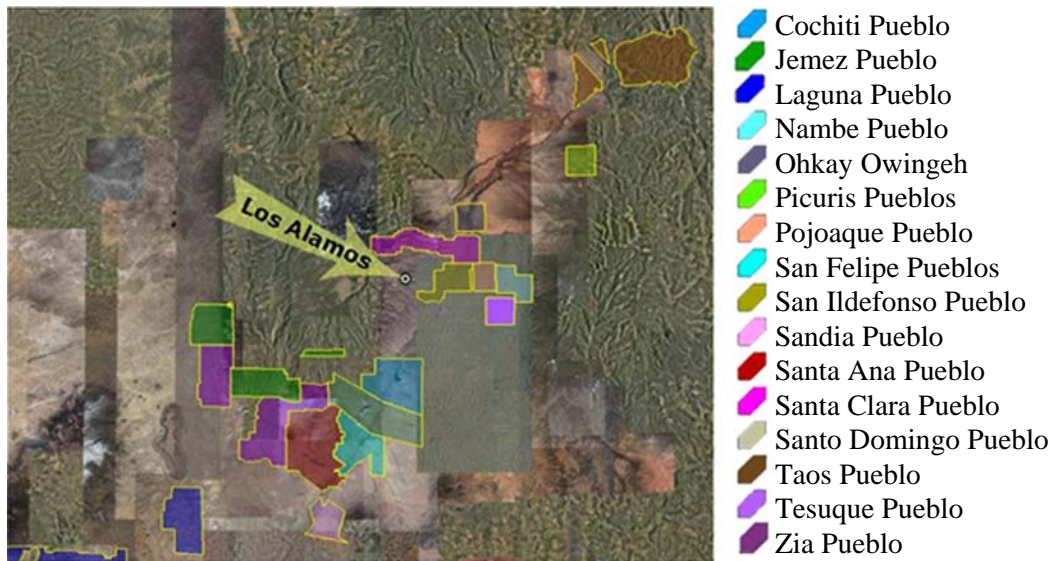 Los Alamos
Cochiti Pueblo
Jemez Pueblo
Laguna Pueblo
Nambe Pueblo
Ohkay Owingeh
Picuris Pueblos
Pojoaque Pueblo
San Felipe Pueblos
San Ildefonso Pueblo
Sandia Pueblo
Santa Ana Pueblo
Santa Clara Pueblo
Santo Domingo Pueblo
Taos Pueblo
Tesuque Pueblo
Zia Pueblo